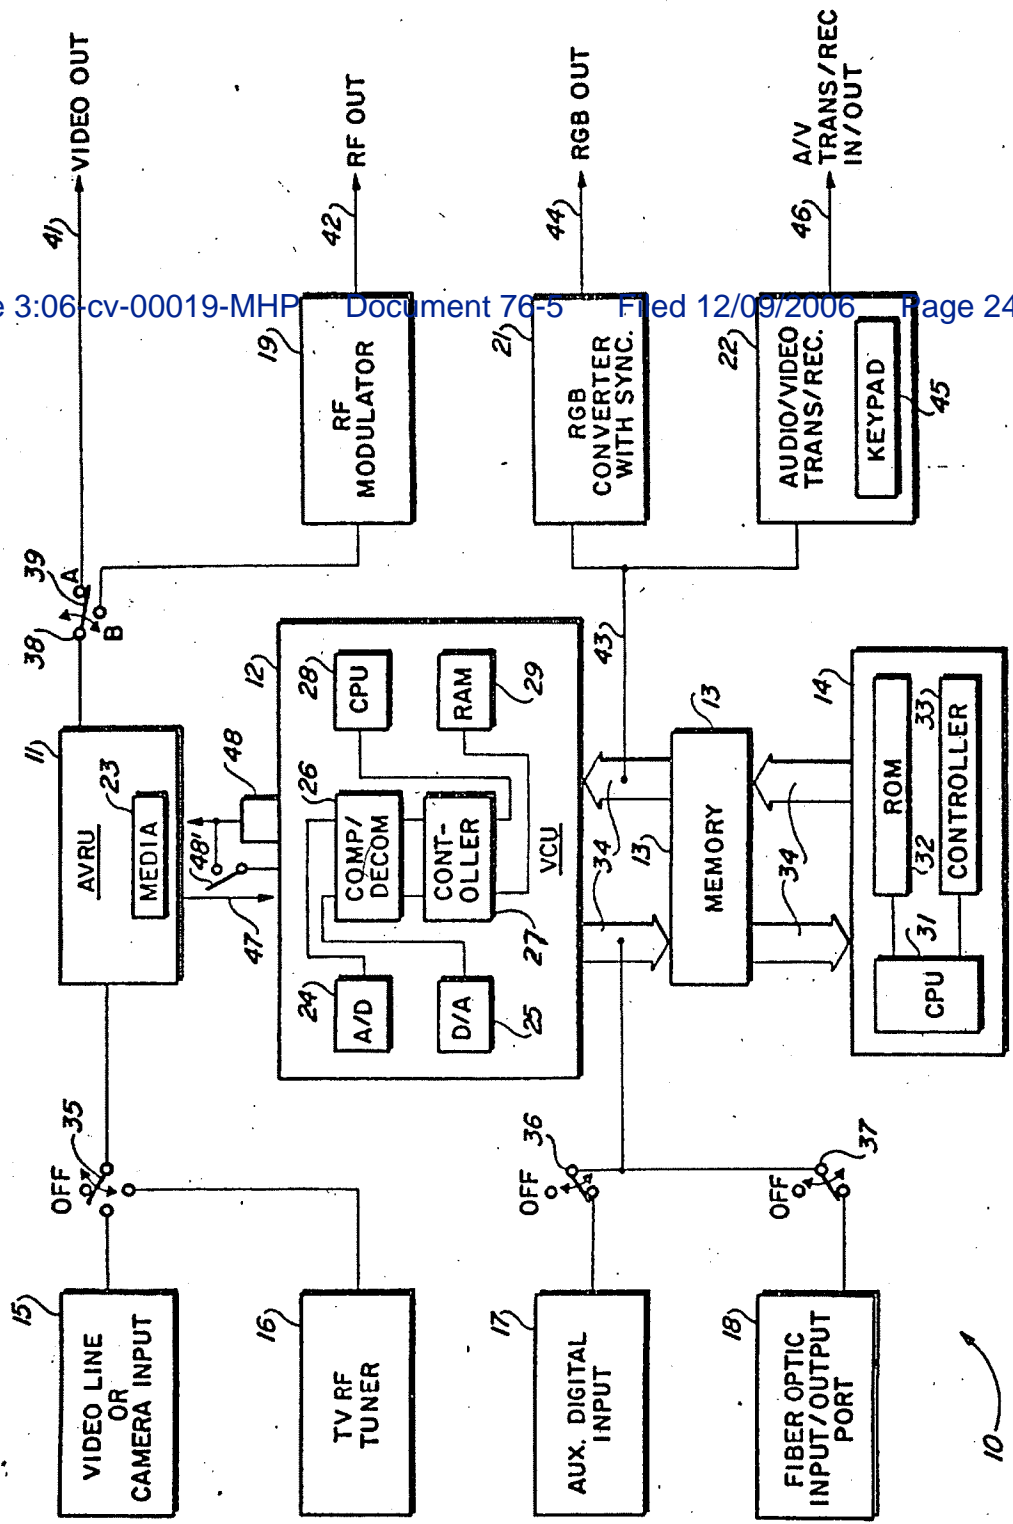 e 3:06-cv-00019-MHP Document 76-5 Filed 12/09/2006 Page 24
15
VIDEO LINE
OR
CAMERA INPUT
16
TV RF
TUNER
17
AUX. DIGITAL
INPUT
18
FIBER OPTIC
INPUT/OUTPUT
PORT
OFF
35
OFF
36
OFF
37
11
AVRU
23
MEDIA
47
48'
48
12
24
A/D
D/A
25
26
COMP/
DECOM
CONT-
OLLER
27
28
CPU
RAM
29
VCU
34
34
13
13
MEMORY
34
34
14
31
CPU
ROM
32
33
CONTROLLER
38
39
A
B
43
19
RF
MODULATOR
21
RGB
CONVERTER
WITH SYNC.
22
AUDIO/VIDEO
TRANS/REC.
KEYPAD
45
41
VIDEO OUT
42
RF OUT
44
RGB OUT
46
A/V
TRANS/REC
IN/OUT
10